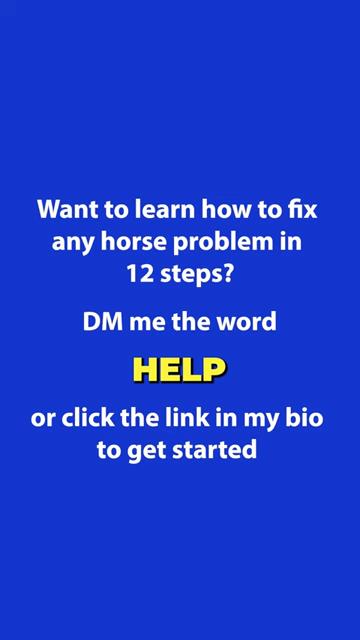 Want to learn how to fix
any horse problem in
12 steps?
DM me the word
HELP
or click the link in my bio
to get started